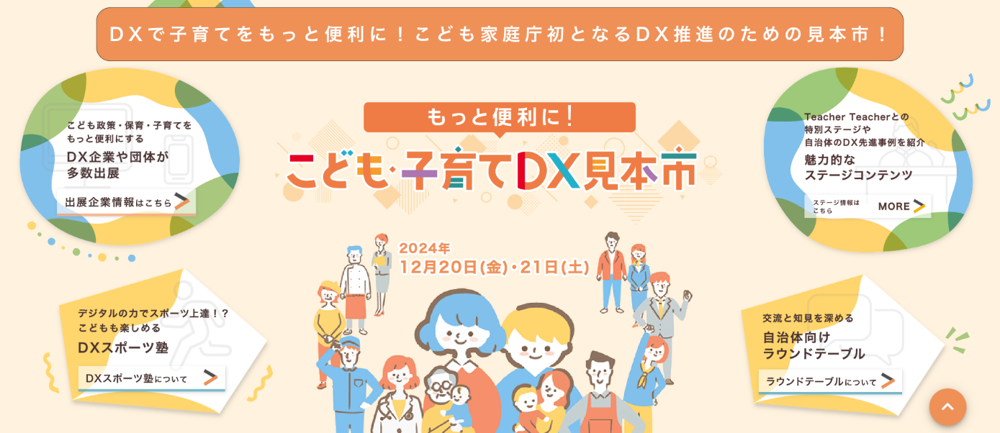 DXで子育てをもっと便利に！こども家庭庁初となるDX推進のための見本市！
こども政策・保育・子育てを
もっと便利にする
DX企業や団体が
多数出展
出展企業情報はこちら
もっと便利に！
こども・子育てDX見本市
2024年
12月20日(金)・21日(土)
Teacher Teacherとの
特別ステージや
自治体のDX先進事例を紹介
魅力的な
ステージコンテンツ
ステージ情報は
こちら
MORE
デジタルの力でスポーツ上達！？
こどもも楽しめる
DXスポーツ塾
DXスポーツ塾について
交流と知見を深める
自治体向け
ラウンドテーブル
ラウンドテーブルについて